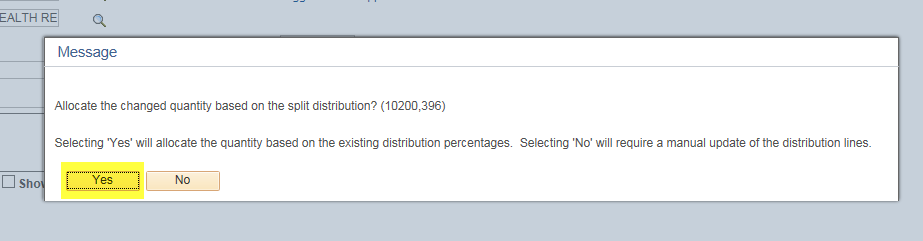 EALTH RE
Message
Allocate the changed quantity based on the split distribution? (10200,396)
Selecting 'Yes' will allocate the quantity based on the existing distribution percentages. Selecting 'No' will require a manual update of the distribution lines.
Yes No
Show